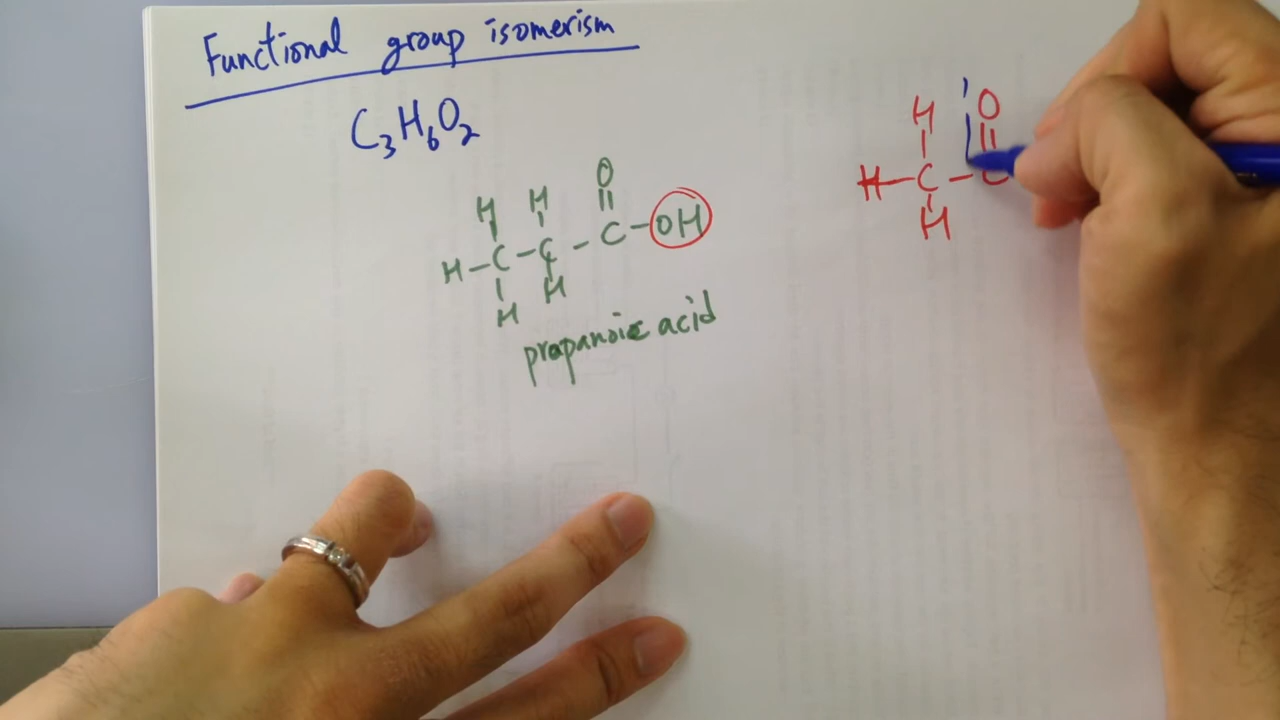 Functional group isomerism
C₃H₆O₂
H H O
H-C-C-C-OH
H H
propanoic acid
H O
H-C-C
H